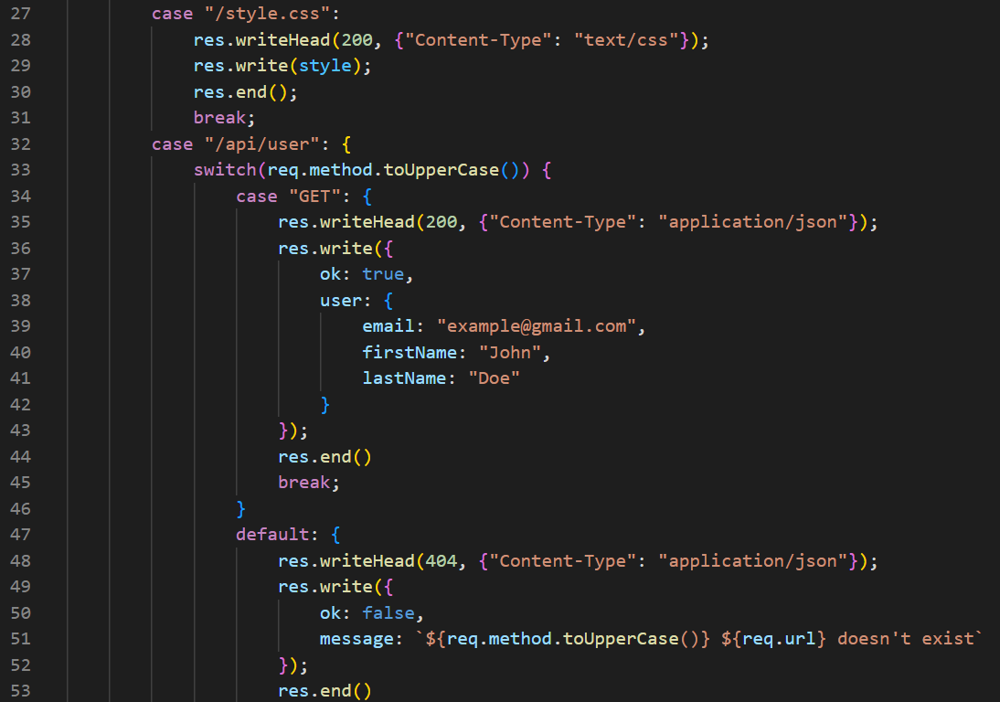 27 case "/style.css":
28 res.writeHead(200, {"Content-Type": "text/css"});
29 res.write(style);
30 res.end();
31 break;
32 case "/api/user": {
33 switch(req.method.toUpperCase()) {
34 case "GET": {
35 res.writeHead(200, {"Content-Type": "application/json"});
36 res.write({
37 ok: true,
38 user: {
39 email: "example@gmail.com",
40 firstName: "John",
41 lastName: "Doe"
42 }
43 });
44 res.end()
45 break;
46 }
47 default: {
48 res.writeHead(404, {"Content-Type": "application/json"});
49 res.write({
50 ok: false,
51 message: `${req.method.toUpperCase()} ${req.url} doesn't exist`
52 });
53 res.end()